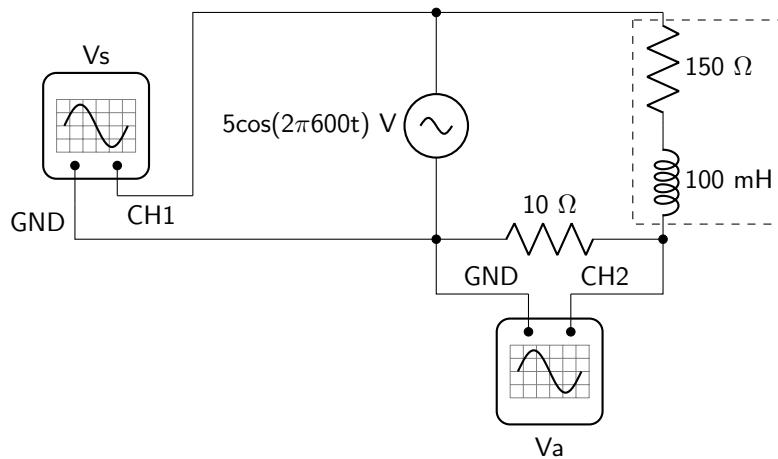 Vs
150 Ω
5cos(2π600t) V
100 mH
GND
CH1
10 Ω
GND
CH2
Va